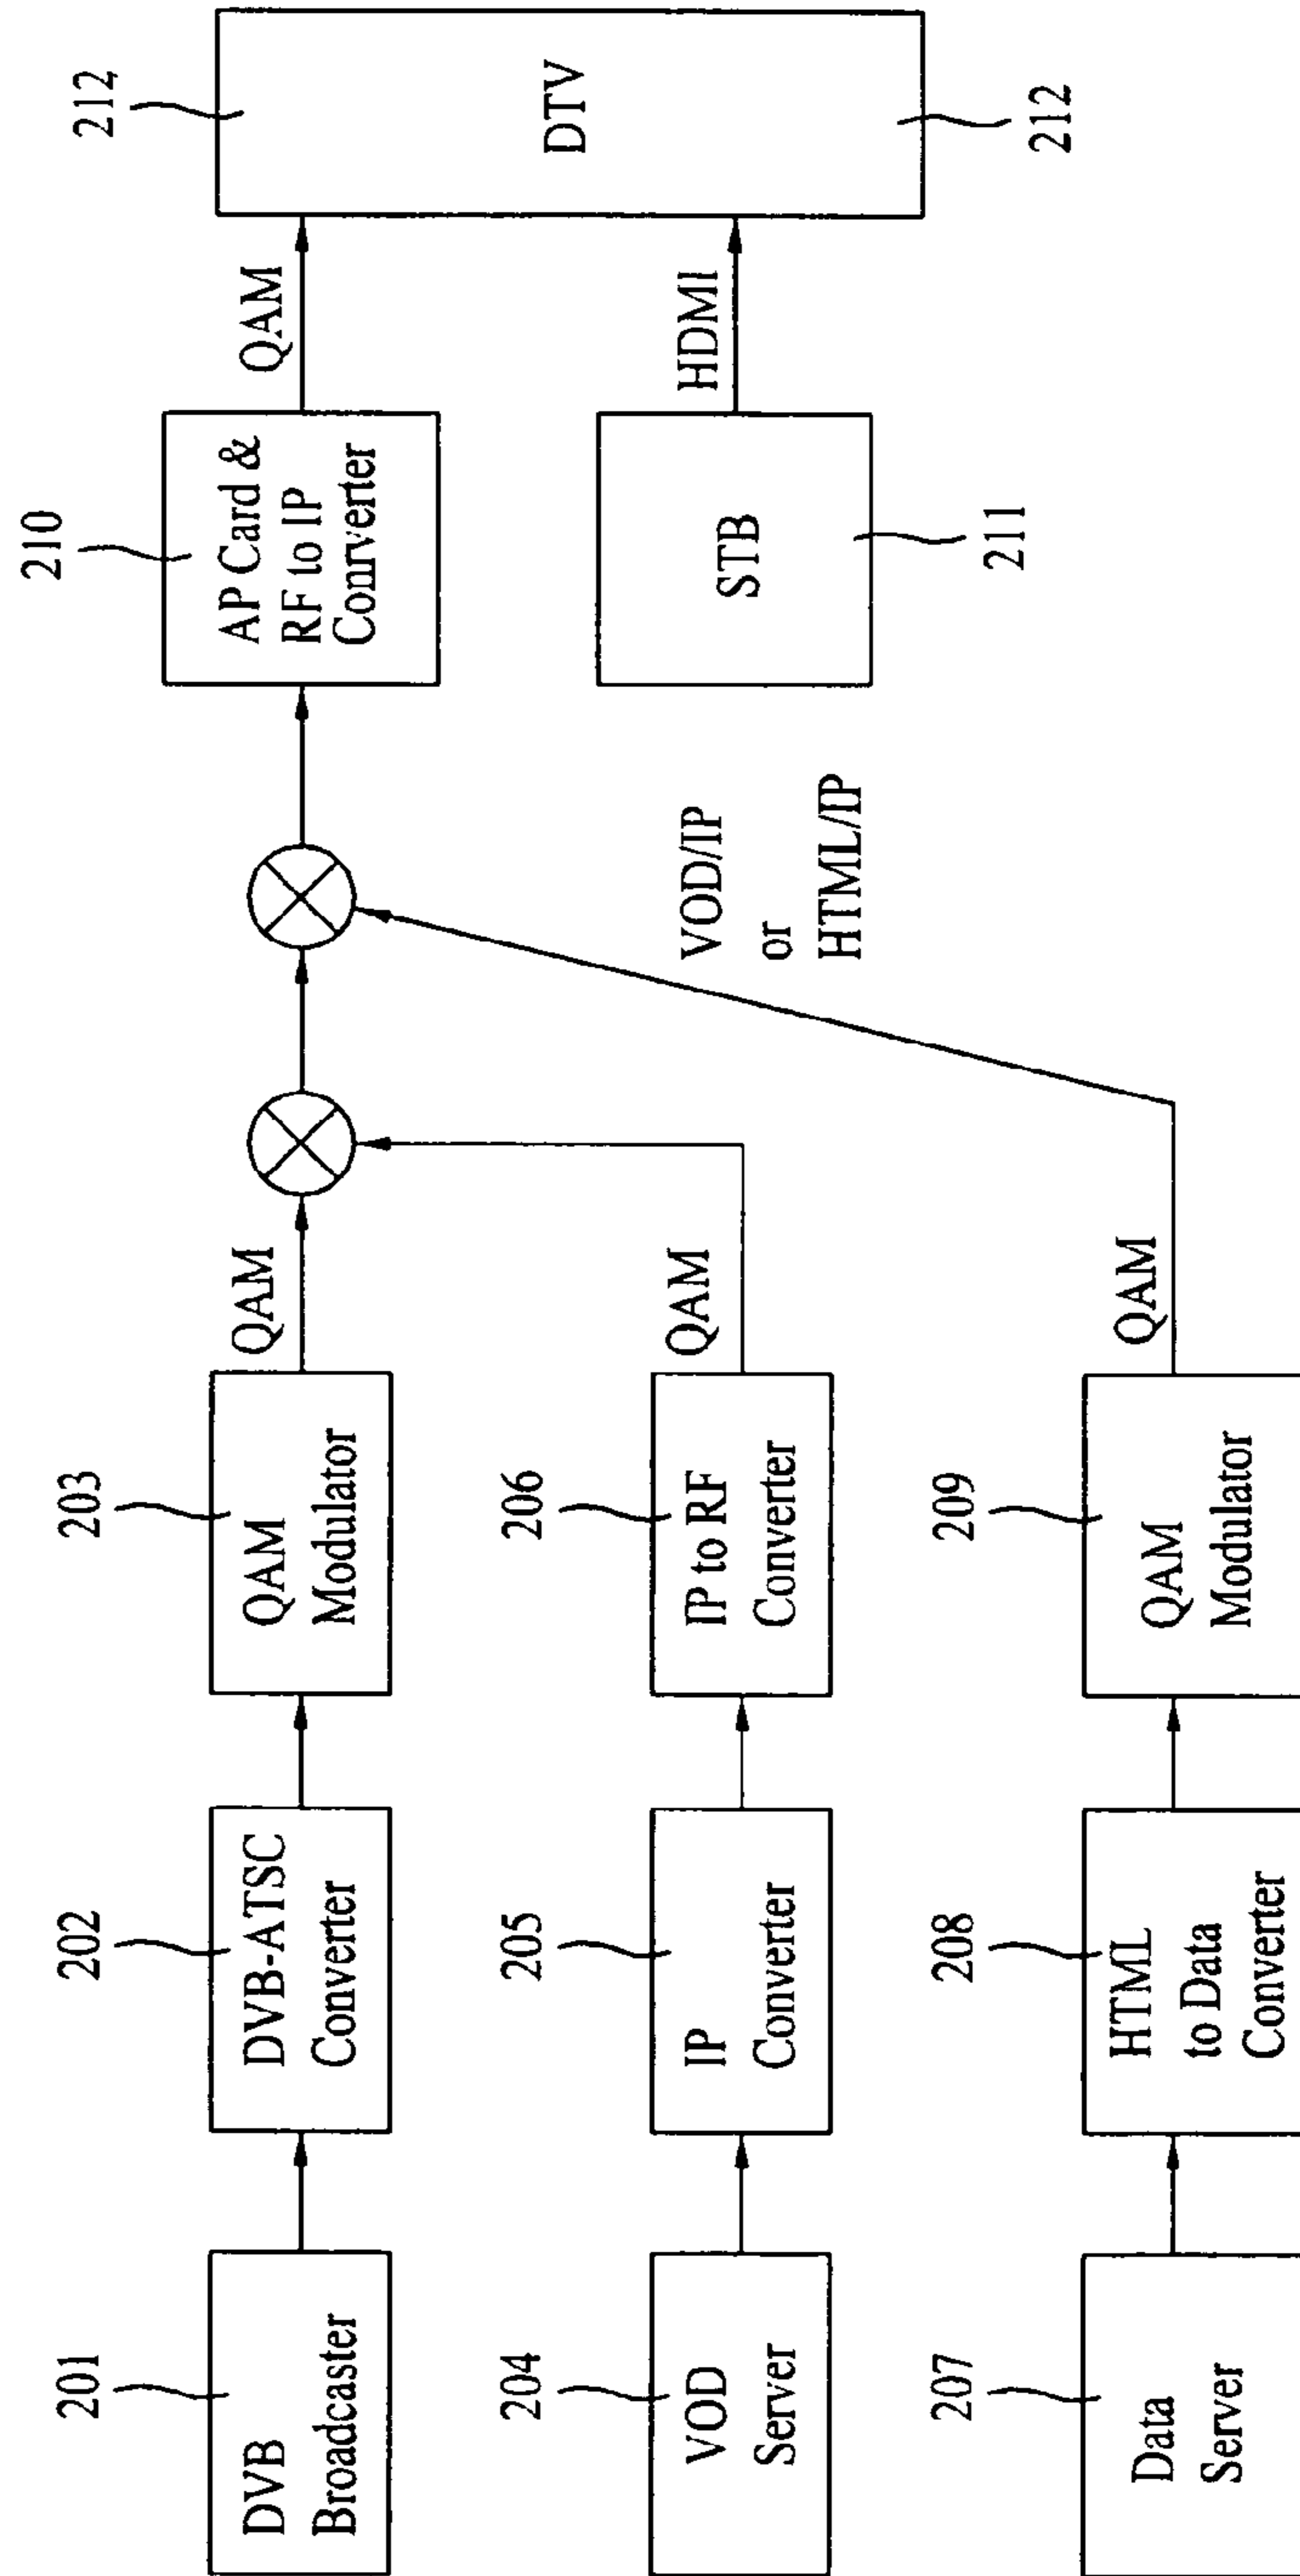 201
DVB
Broadcaster
202
DVB-ATSC
Converter
203
QAM
Modulator
QAM
210
AP Card &
RF to IP
Conrverter
QAM
212
DTV
212
204
VOD
Server
205
IP
Converter
206
IP to RF
Converter
QAM
VOD/IP
or
HTML/IP
STB
211
HDMI
207
Data
Server
208
HTML
to Data
Converter
209
QAM
Modulator
QAM